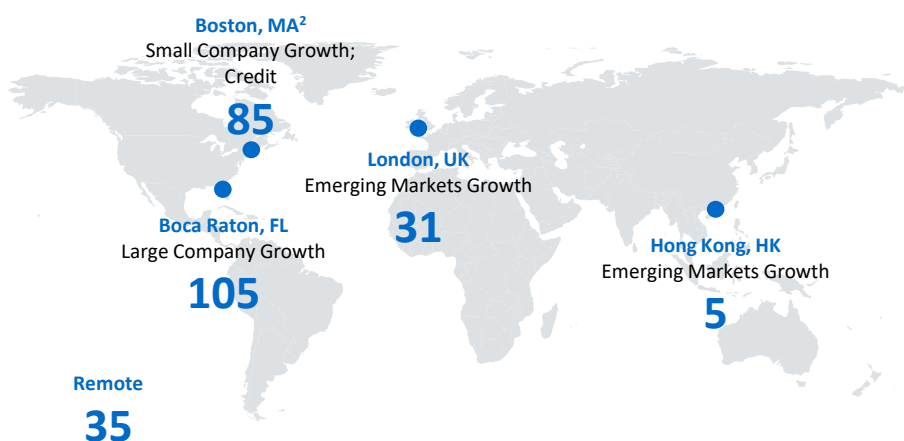 Boston, MA²
Small Company Growth;
Credit
85
London, UK
Emerging Markets Growth
31
Boca Raton, FL
Large Company Growth
105
Hong Kong, HK
Emerging Markets Growth
5
Remote
35